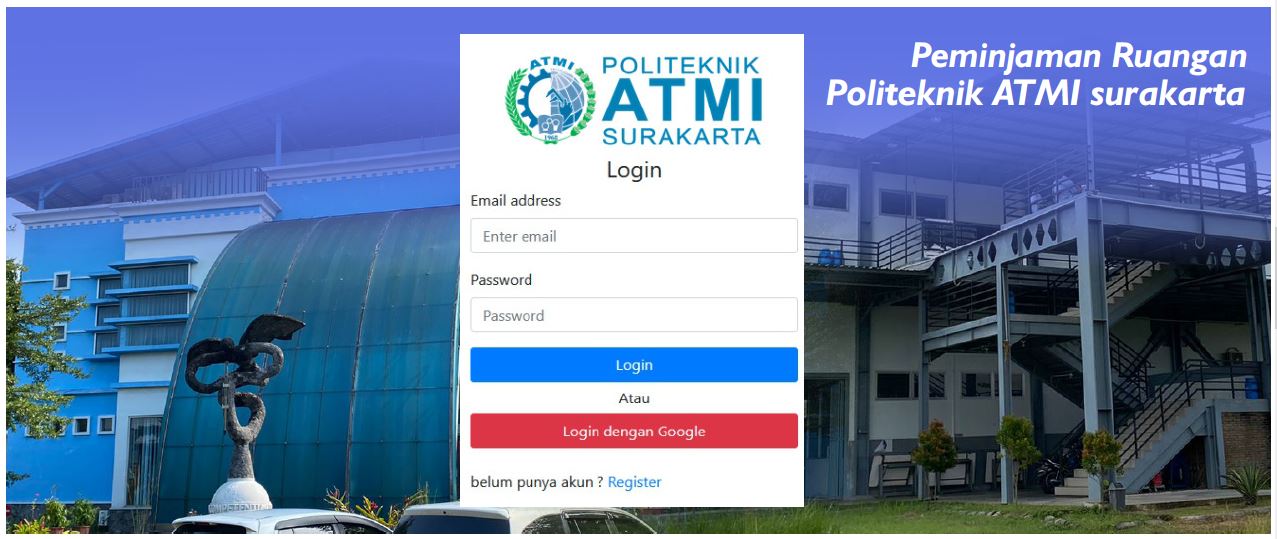 Peminjaman Ruangan
Politeknik ATMI surakarta
ATMI
1968
POLITEKNIK
ATMI
SURAKARTA
Login
Email address
Enter email
Password
Password
Login
Atau
Login dengan Google
belum punya akun ? Register